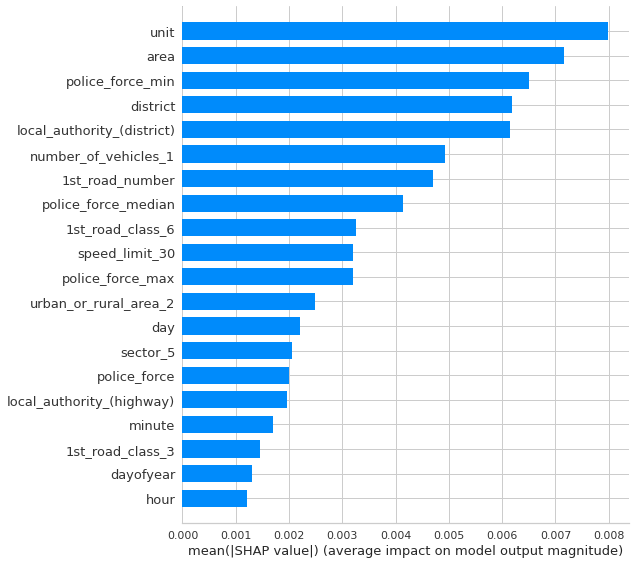 unit
area
police_force_min
district
local_authority_(district)
number_of_vehicles_1
1st_road_number
police_force_median
1st_road_class_6
speed_limit_30
police_force_max
urban_or_rural_area_2
day
sector_5
police_force
local_authority_(highway)
minute
1st_road_class_3
dayofyear
hour
0.000 0.001 0.002 0.003 0.004 0.005 0.006 0.007 0.008
mean(|SHAP value|) (average impact on model output magnitude)